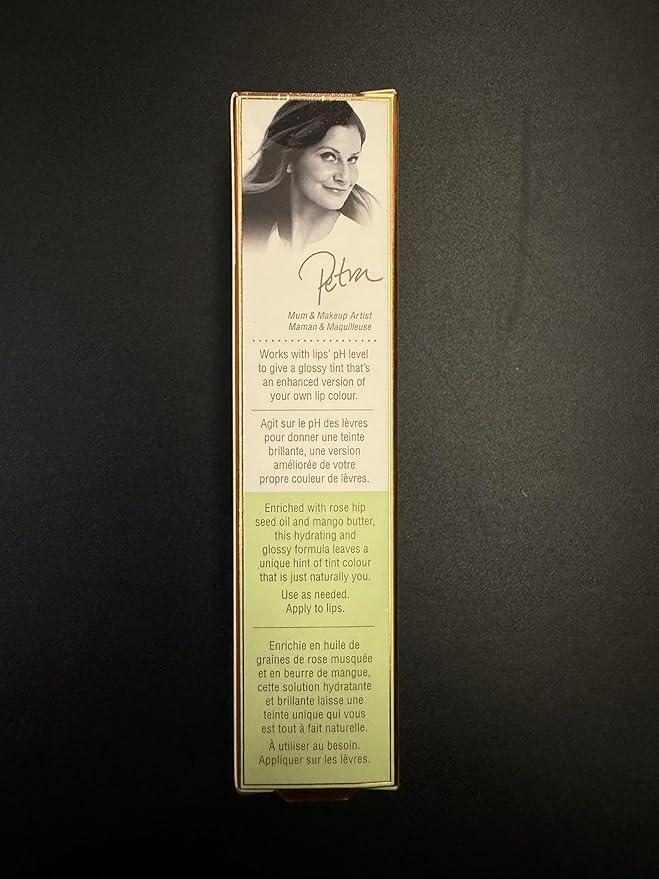 Petra
Mum & Makeup Artist
Maman & Maquilleuse
Works with lips' pH level
to give a glossy tint that's
an enhanced version of
your own lip colour.
Agit sur le pH des lèvres
pour donner une teinte
brillante, une version
améliorée de votre
propre couleur de lèvres.
Enriched with rose hip
seed oil and mango butter,
this hydrating and
glossy formula leaves a
unique hint of tint colour
that is just naturally you.
Use as needed.
Apply to lips.
Enrichie en huile de
graines de rose musquée
et en beurre de mangue,
cette solution hydratante
et brillante laisse une
teinte unique qui vous
est tout à fait naturelle.
À utiliser au besoin.
Appliquer sur les lèvres.